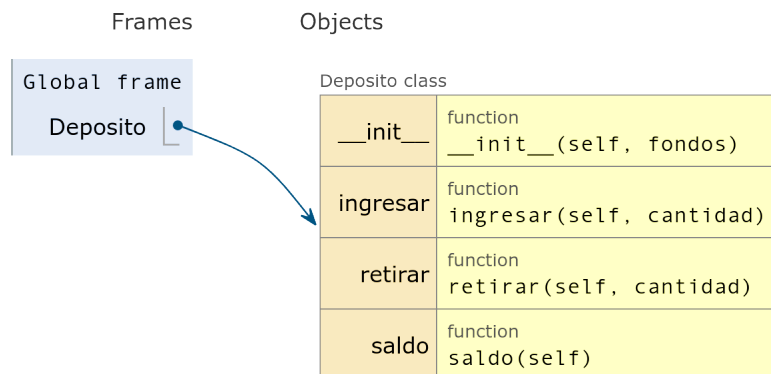 Frames
Objects
Global frame
Deposito
Deposito class
__init__
function
__init__(self, fondos)
ingresar
function
ingresar(self, cantidad)
retirar
function
retirar(self, cantidad)
saldo
function
saldo(self)